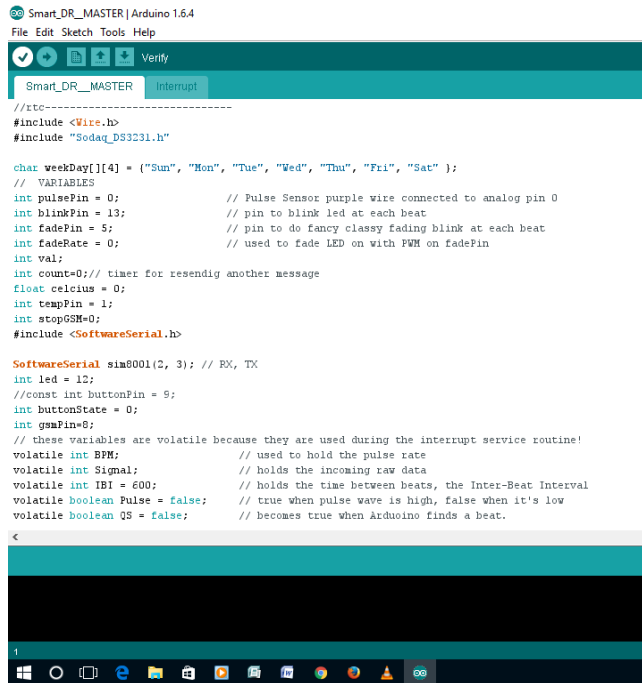 Smart_DR__MASTER | Arduino 1.6.4
File Edit Sketch Tools Help
Verify
Smart_DR__MASTER Interrupt
//rtc------------------------------
#include <Wire.h>
#include "Sodaq_DS3231.h"
char weekDay[][4] = {"Sun", "Mon", "Tue", "Wed", "Thu", "Fri", "Sat" };
//  VARIABLES
int pulsePin = 0;                 // Pulse Sensor purple wire connected to analog pin 0
int blinkPin = 13;                // pin to blink led at each beat
int fadePin = 5;                  // pin to do fancy classy fading blink at each beat
int fadeRate = 0;                 // used to fade LED on with PWM on fadePin
int val;
int count=0;// timer for resendig another message
float celcius = 0;
int tempPin = 1;
int stopGSM=0;
#include <SoftwareSerial.h>
SoftwareSerial sim800l(2, 3); // RX, TX
int led = 12;
//const int buttonPin = 9;
int buttonState = 0;
int gsmPin=8;
// these variables are volatile because they are used during the interrupt service routine!
volatile int BPM;                   // used to hold the pulse rate
volatile int Signal;                // holds the incoming raw data
volatile int IBI = 600;             // holds the time between beats, the Inter-Beat Interval
volatile boolean Pulse = false;     // true when pulse wave is high, false when it's low
volatile boolean QS = false;        // becomes true when Arduoino finds a beat.
1